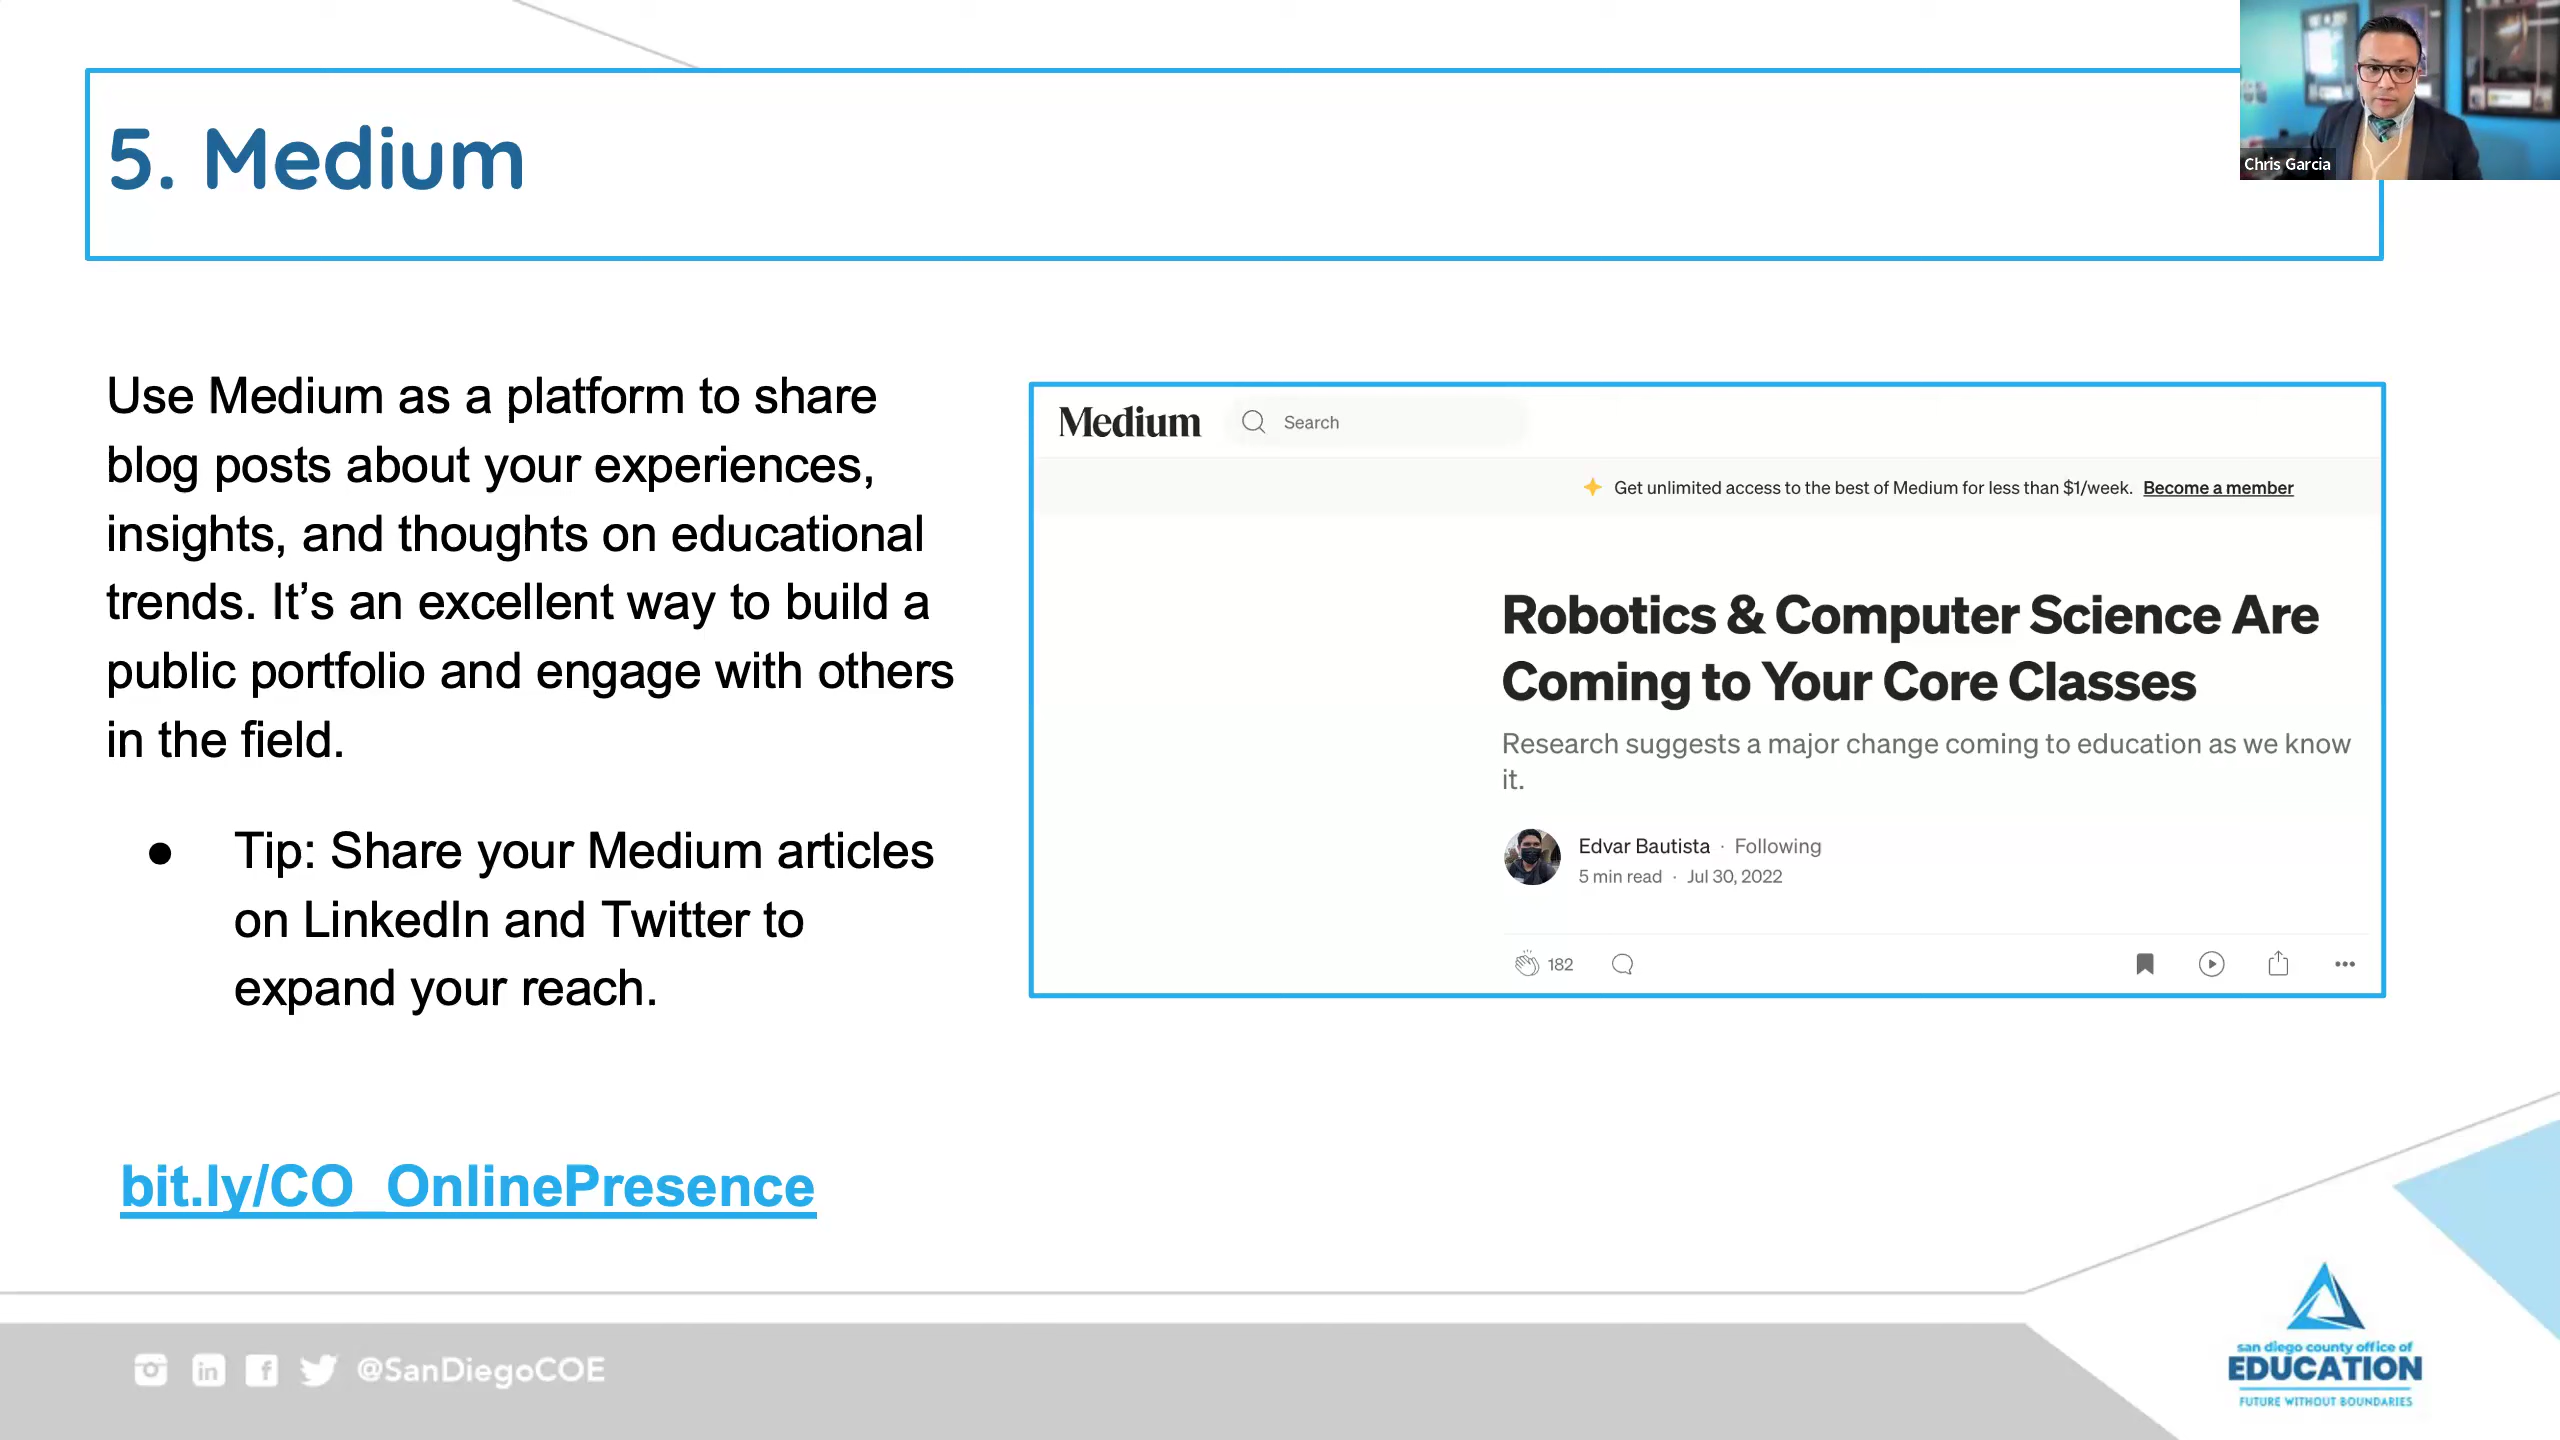 5. Medium
Chris Garcia
Use Medium as a platform to share
blog posts about your experiences,
insights, and thoughts on educational
trends. It’s an excellent way to build a
public portfolio and engage with others
in the field.
● Tip: Share your Medium articles
on LinkedIn and Twitter to
expand your reach.
bit.ly/CO_OnlinePresence
Medium
Search
Get unlimited access to the best of Medium for less than $1/week. Become a member
Robotics & Computer Science Are
Coming to Your Core Classes
Research suggests a major change coming to education as we know
it.
Edvar Bautista · Following
5 min read · Jul 30, 2022
182
@SanDiegoCOE
san diego county office of
EDUCATION
FUTURE WITHOUT BOUNDARIES